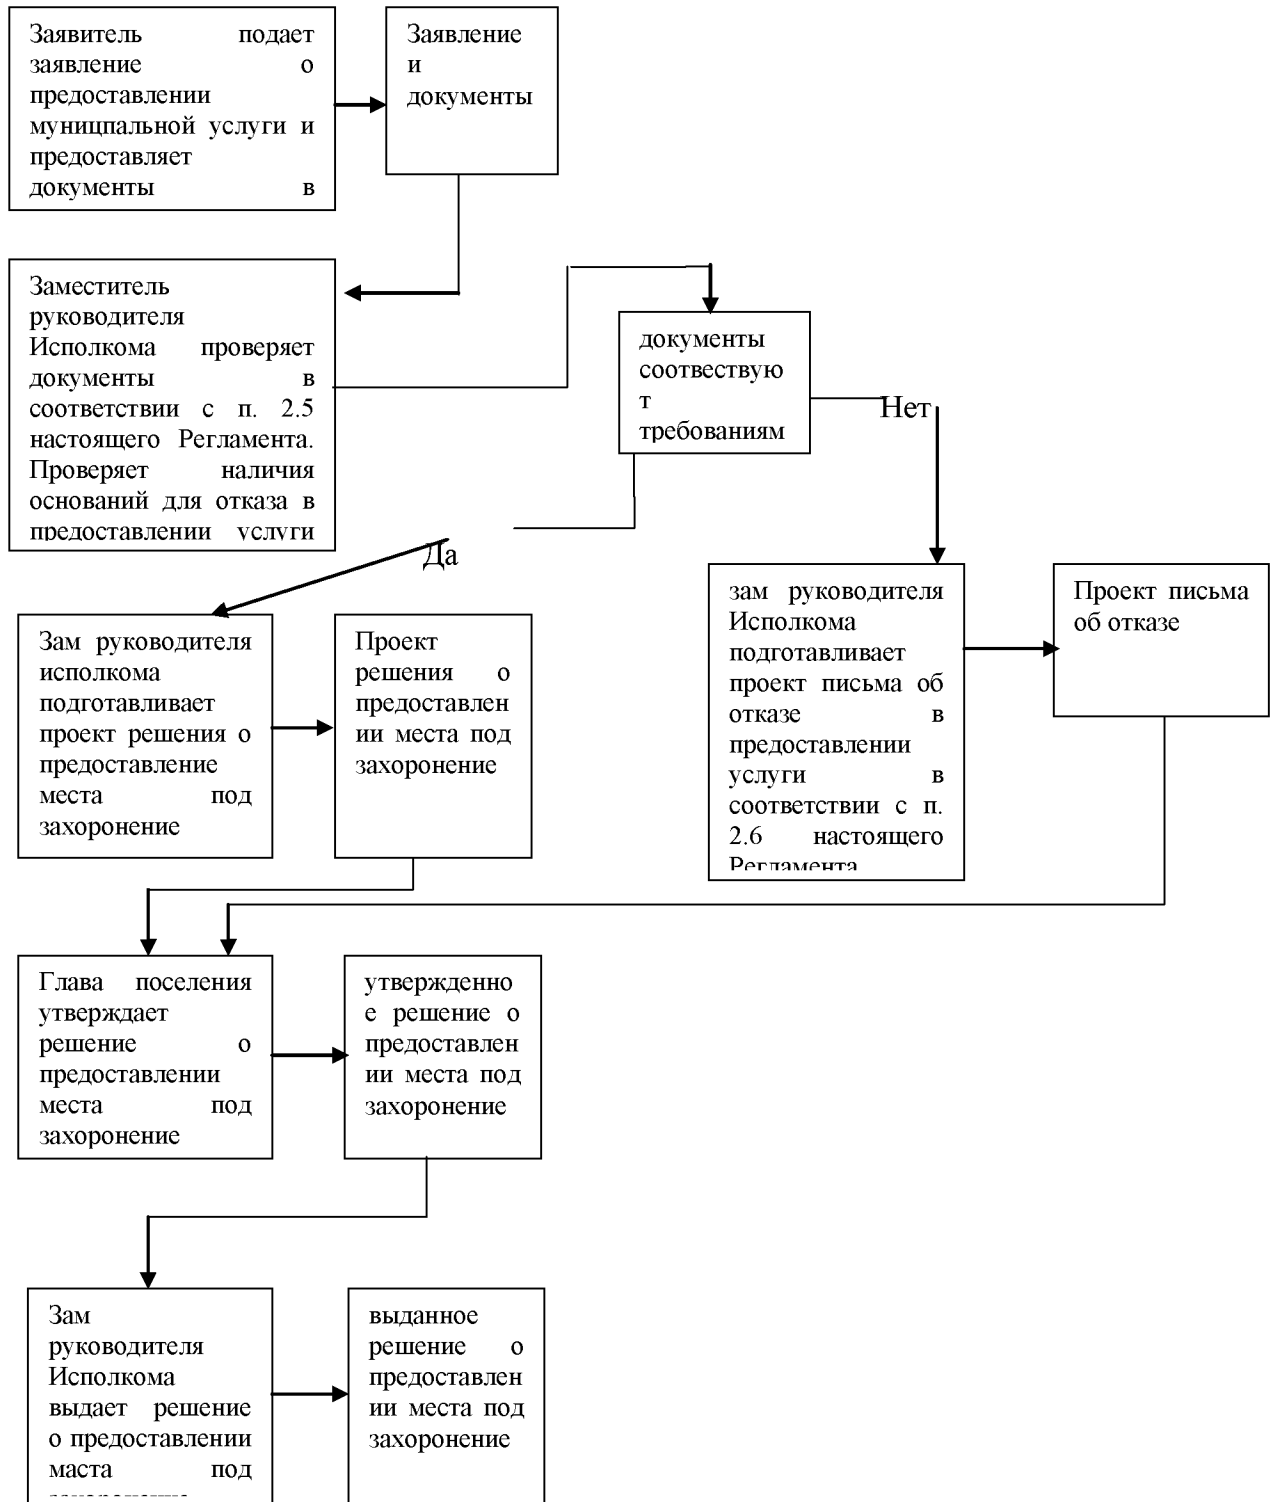 Заявитель подает
заявление о
предоставлении
муницпальной услуги и
предоставляет
документы в
Заявление
и
документы
Заместитель
руководителя
Исполкома проверяет
документы в
соответствии с п. 2.5
настоящего Регламента.
Проверяет наличия
оснований для отказа в
предоставлении услуги
документы
соотвествую
т
требованиям
Нет
Да
Зам руководителя
исполкома
подготавливает
проект решения о
предоставление
места под
захоронение
Проект
решения о
предоставлен
ии места под
захоронение
зам руководителя
Исполкома
подготавливает
проект письма об
отказе в
предоставлении
услуги в
соответствии с п.
2.6 настоящего
Регламента
Проект письма
об отказе
Глава поселения
утверждает
решение о
предоставлении
места под
захоронение
утвержденно
е решение о
предоставлен
ии места под
захоронение
Зам
руководителя
Исполкома
выдает решение
о предоставлении
маста под
выданное
решение о
предоставлен
ии места под
захоронение